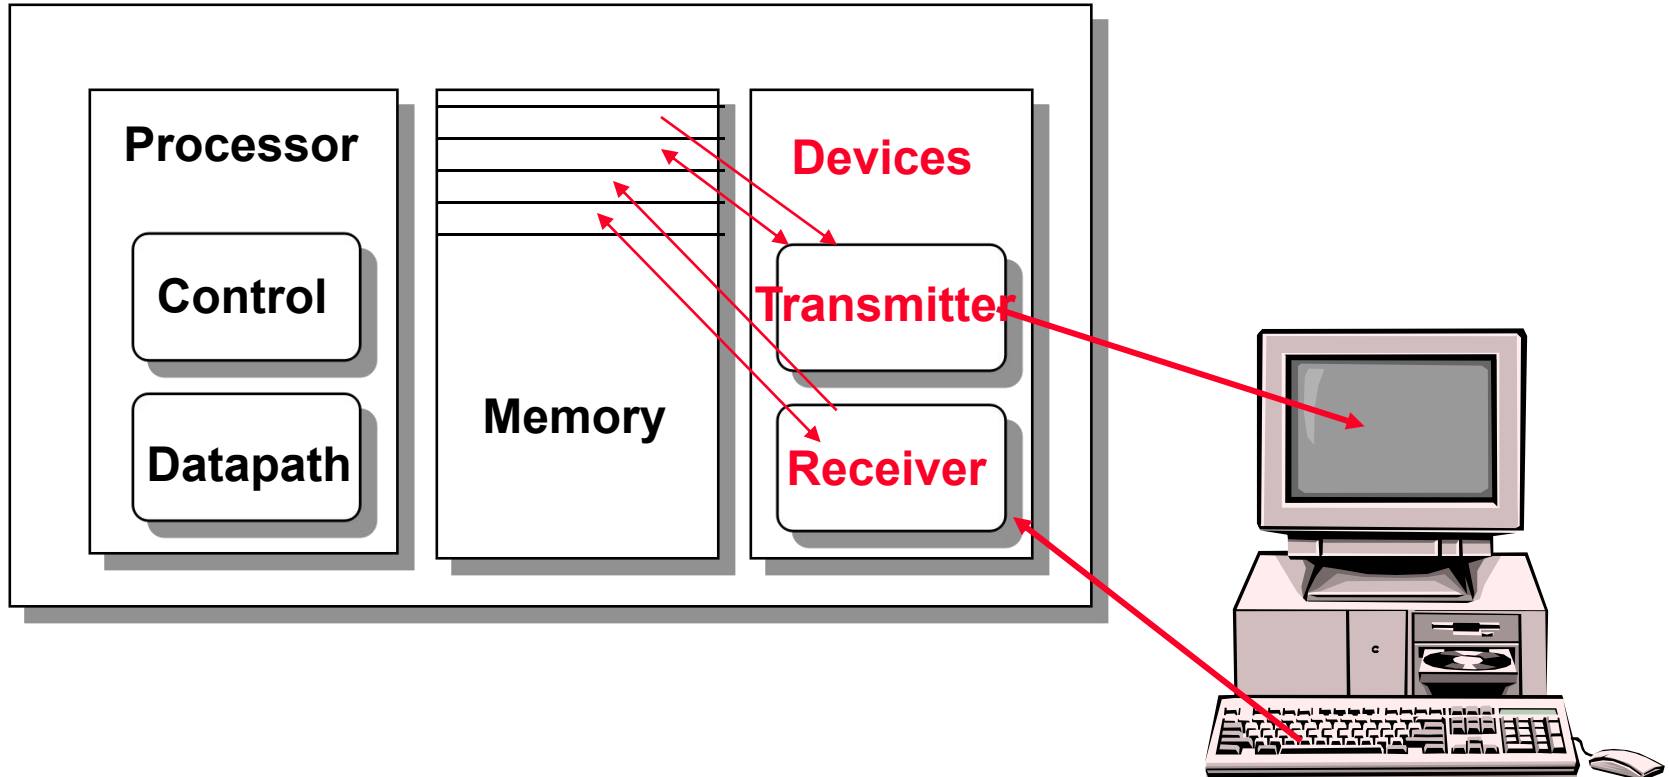 Processor
Control
Datapath
Memory
Devices
Transmitter
Receiver
c